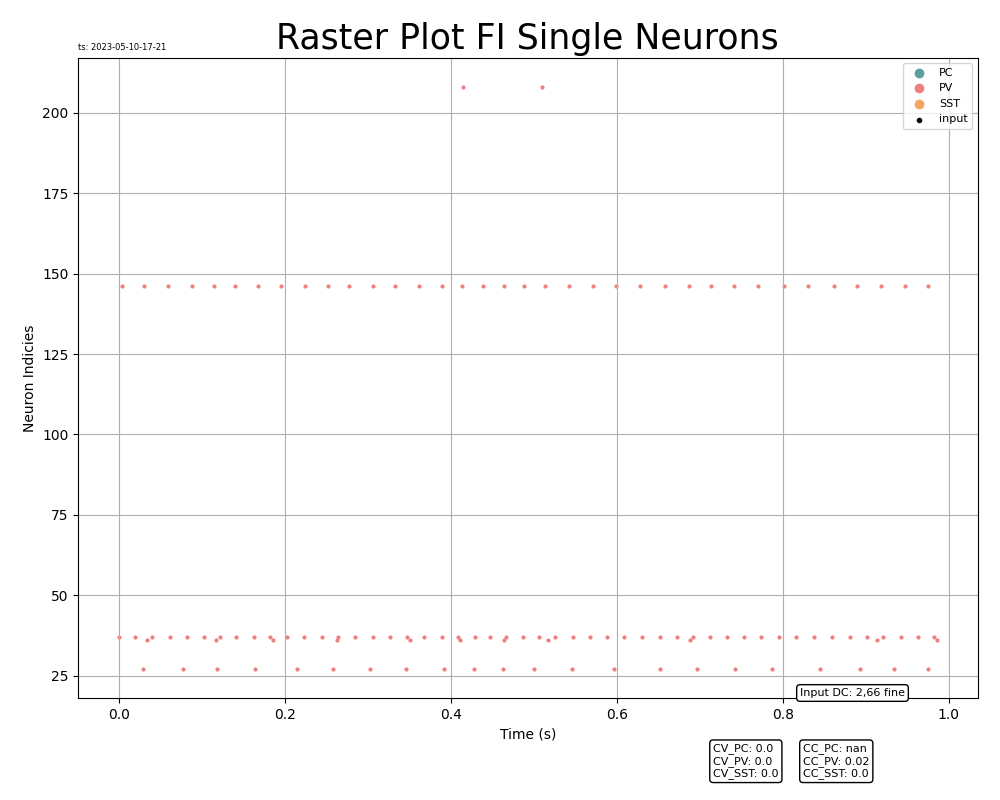 Raster Plot FI Single Neurons
ts: 2023-05-10-17-21
PC
PV
SST
input
200
175
150
125
100
75
50
25
Neuron Indicies
0.0 0.2 0.4 0.6 0.8 1.0
Time (s)
Input DC: 2,66 fine
CV_PC: 0.0
CV_PV: 0.0
CV_SST: 0.0
CC_PC: nan
CC_PV: 0.02
CC_SST: 0.0